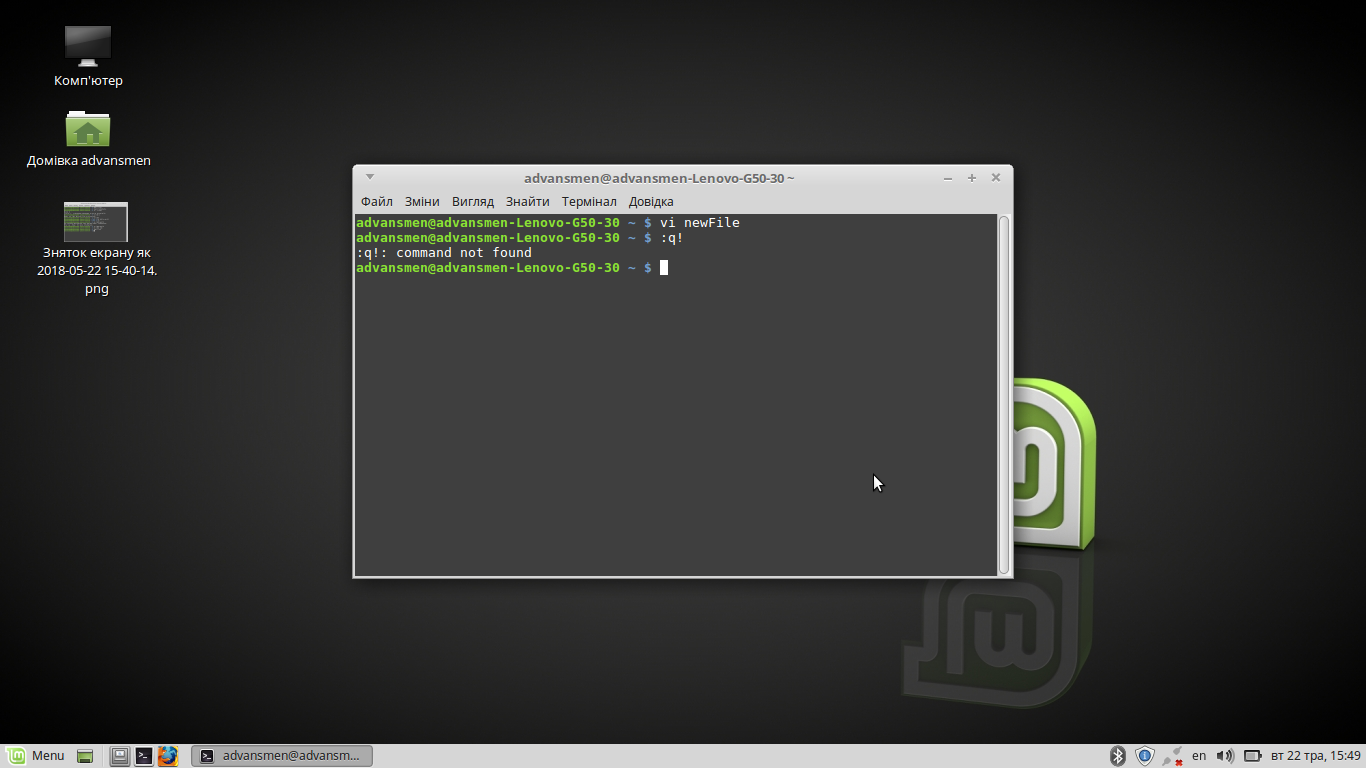 Комп'ютер
Домівка advansmen
Зняток екрану як
2018-05-22 15-40-14.
png
advansmen@advansmen-Lenovo-G50-30 ~
Файл Зміни Вигляд Знайти Термінал Довідка
advansmen@advansmen-Lenovo-G50-30 ~ $ vi newFile
advansmen@advansmen-Lenovo-G50-30 ~ $ :q!
:q!: command not found
advansmen@advansmen-Lenovo-G50-30 ~ $
Menu
advansmen@advansm...
en
вт 22 тра, 15:49